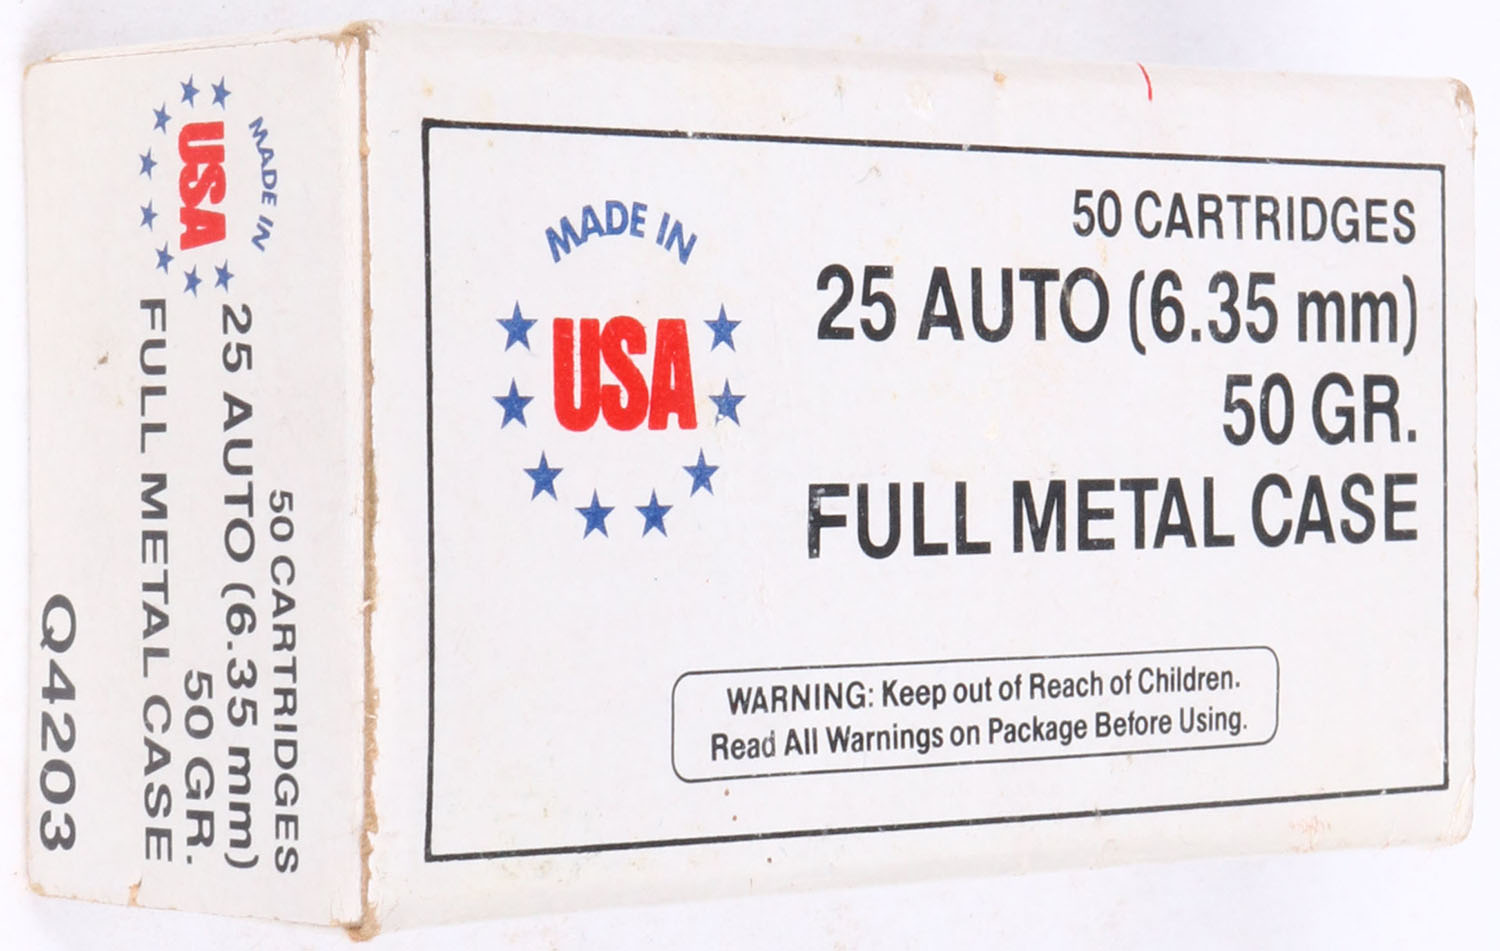 MADE IN
USA
50 CARTRIDGES
25 AUTO (6.35 mm)
50 GR.
FULL METAL CASE
WARNING: Keep out of Reach of Children.
Read All Warnings on Package Before Using.
MADE IN
USA
50 CARTRIDGES
25 AUTO (6.35 mm)
50 GR.
FULL METAL CASE
Q4203